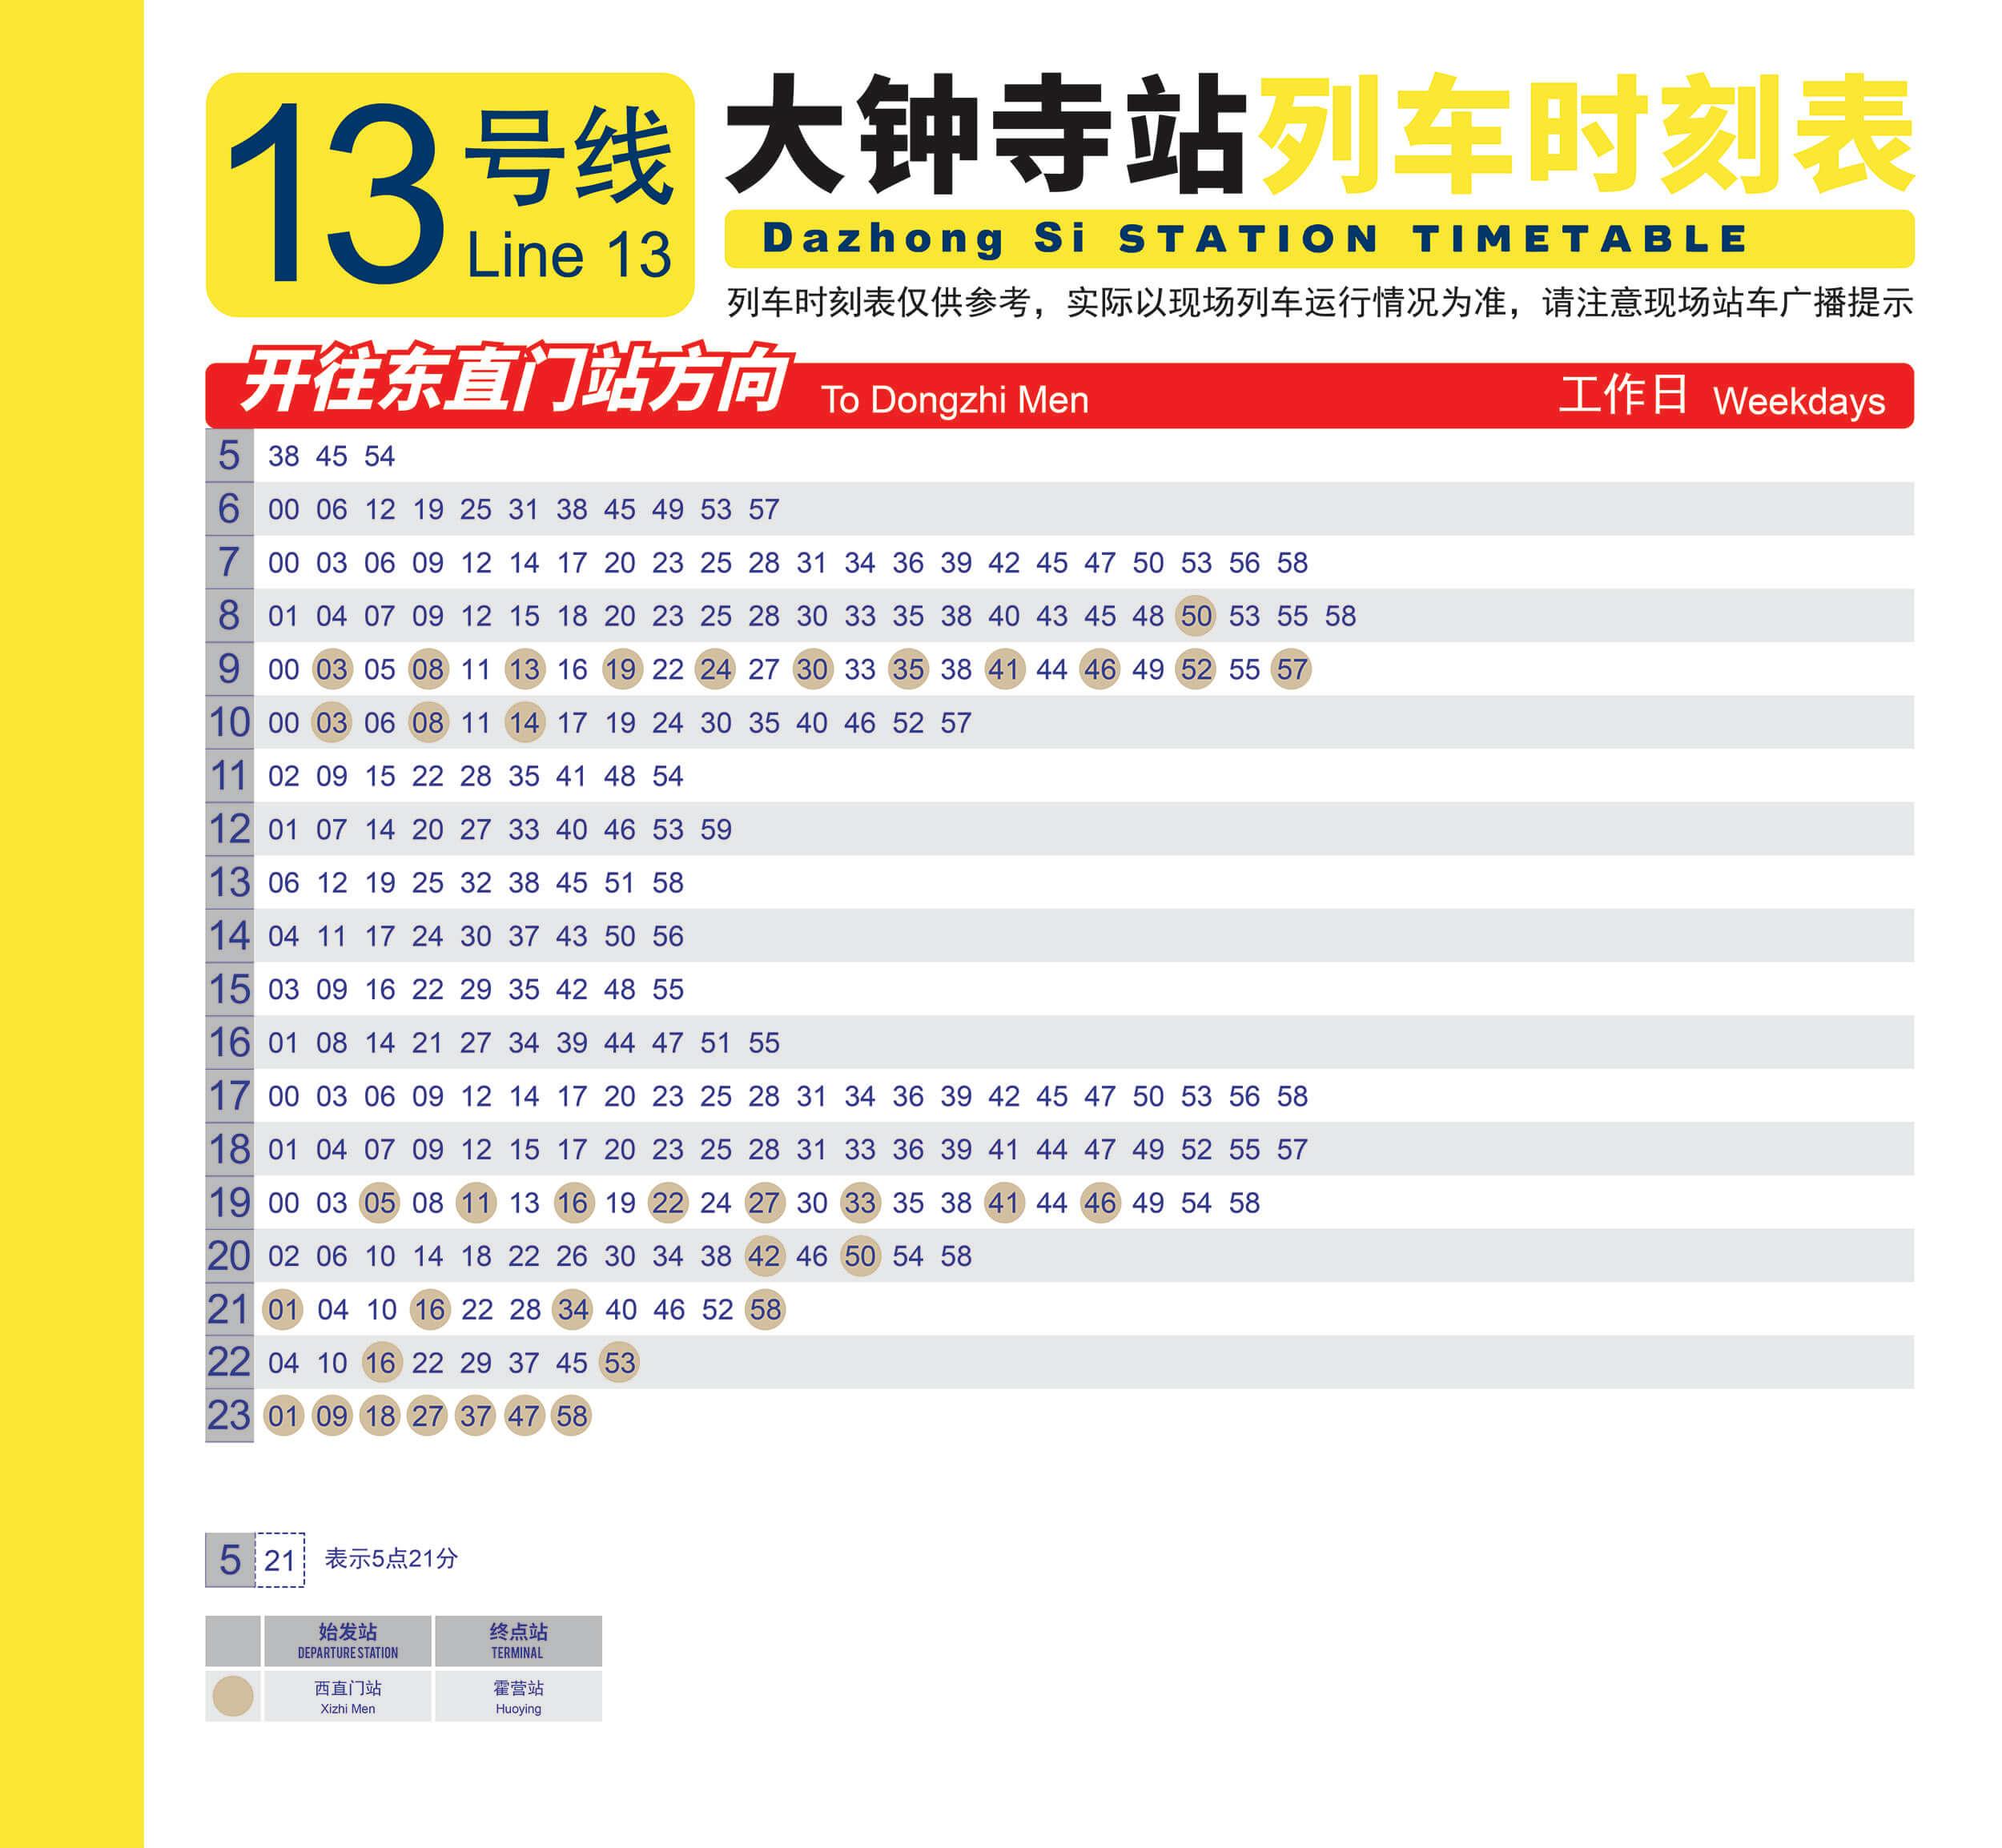 13号线
Line 13
大钟寺站列车时刻表
Dazhong Si STATION TIMETABLE
列车时刻表仅供参考，实际以现场列车运行情况为准，请注意现场站车广播提示
开往东直门站方向 To Dongzhi Men 工作日 Weekdays
5 38 45 54
6 00 06 12 19 25 31 38 45 49 53 57
7 00 03 06 09 12 14 17 20 23 25 28 31 34 36 39 42 45 47 50 53 56 58
8 01 04 07 09 12 15 18 20 23 25 28 30 33 35 38 40 43 45 48 50 53 55 58
9 00 03 05 08 11 13 16 19 22 24 27 30 33 35 38 41 44 46 49 52 55 57
10 00 03 06 08 11 14 17 19 24 30 35 40 46 52 57
11 02 09 15 22 28 35 41 48 54
12 01 07 14 20 27 33 40 46 53 59
13 06 12 19 25 32 38 45 51 58
14 04 11 17 24 30 37 43 50 56
15 03 09 16 22 29 35 42 48 55
16 01 08 14 21 27 34 39 44 47 51 55
17 00 03 06 09 12 14 17 20 23 25 28 31 34 36 39 42 45 47 50 53 56 58
18 01 04 07 09 12 15 17 20 23 25 28 31 33 36 39 41 44 47 49 52 55 57
19 00 03 05 08 11 13 16 19 22 24 27 30 33 35 38 41 44 46 49 54 58
20 02 06 10 14 18 22 26 30 34 38 42 46 50 54 58
21 01 04 10 16 22 28 34 40 46 52 58
22 04 10 16 22 29 37 45 53
23 01 09 18 27 37 47 58
5 21 表示5点21分
始发站 终点站
DEPARTURE STATION TERMINAL
西直门站 霍营站
Xizhi Men Huoying